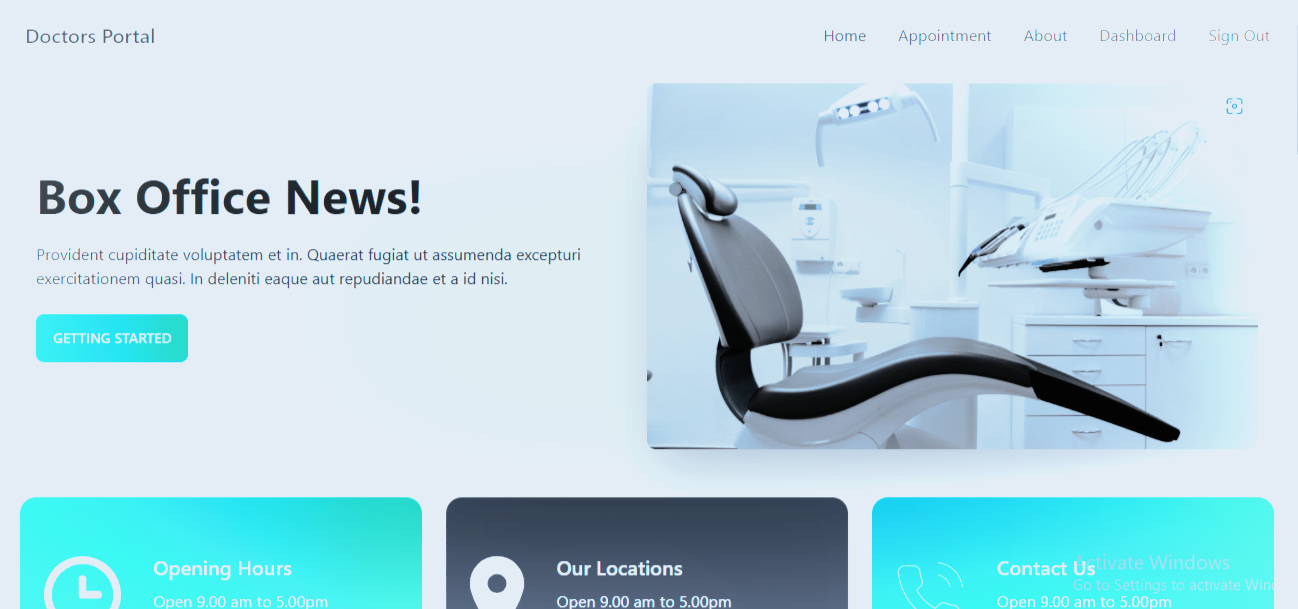 Doctors Portal
Home Appointment About Dashboard Sign Out
Box Office News!
Provident cupiditate voluptatem et in. Quaerat fugiat ut assumenda excepturi
exercitationem quasi. In deleniti eaque aut repudiandae et a id nisi.
GETTING STARTED
Opening Hours
Open 9.00 am to 5.00pm
Our Locations
Open 9.00 am to 5.00pm
Contact Us
Open 9.00 am to 5.00pm
Activate Windows
Go to Settings to activate Win